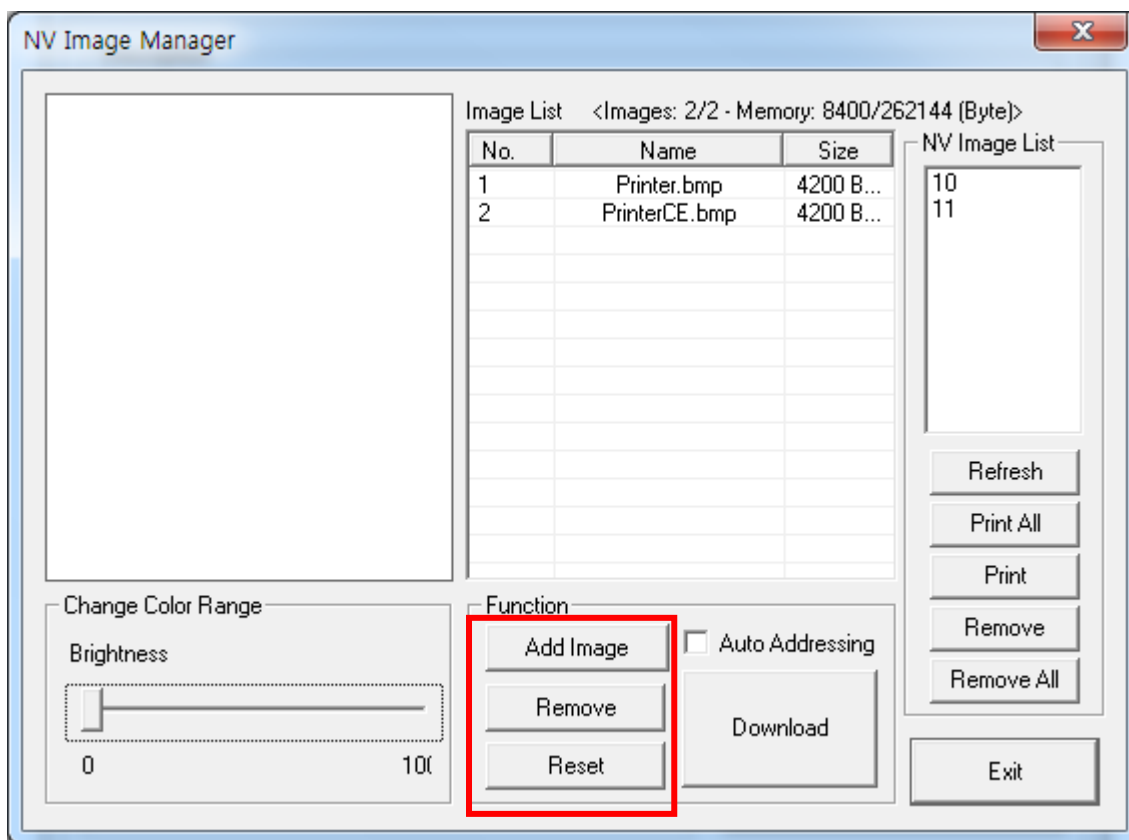 NV Image Manager
Image List <Images: 2/2 - Memory: 8400/262144 (Byte)>
No. Name Size
1 Printer.bmp 4200 B...
2 PrinterCE.bmp 4200 B...
NV Image List
10
11
Refresh
Print All
Print
Remove
Remove All
Change Color Range
Brightness
0 10(
Function
Add Image
Remove
Reset
Auto Addressing
Download
Exit